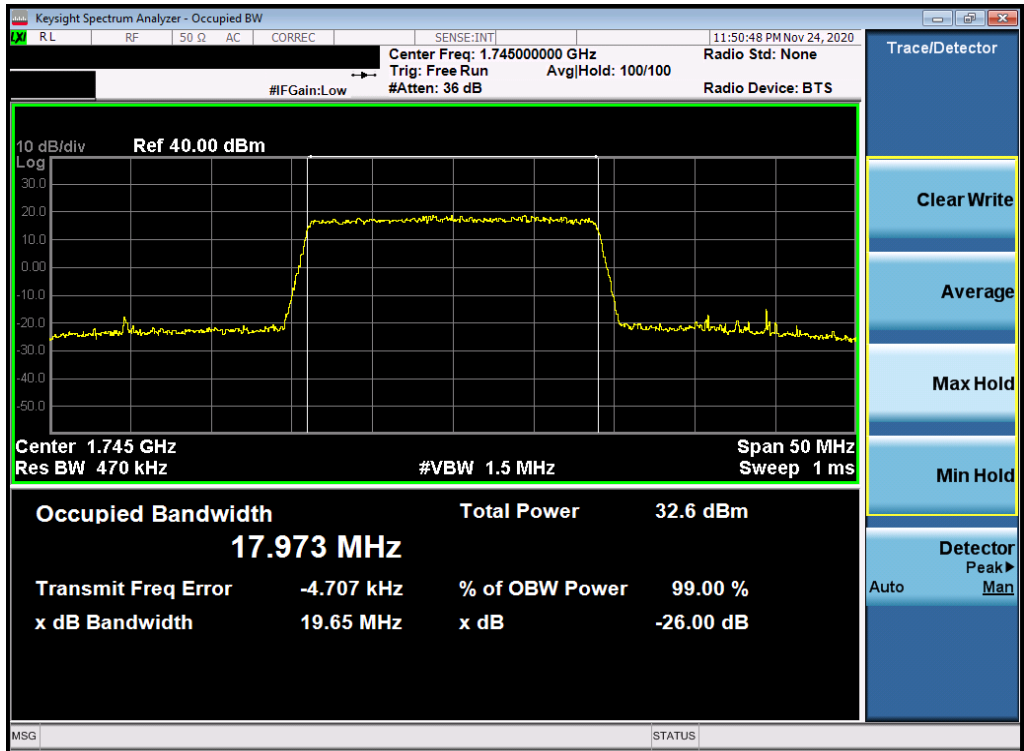 Keysight Spectrum Analyzer - Occupied BW
LXI RL RF 50 Ω AC CORREC SENSE:INT 11:50:48 PM Nov 24, 2020
Center Freq: 1.745000000 GHz Radio Std: None
Trig: Free Run Avg|Hold: 100/100
#IFGain:Low #Atten: 36 dB Radio Device: BTS
Trace/Detector
10 dB/div Ref 40.00 dBm
Log
30.0
20.0
10.0
0.00
-10.0
-20.0
-30.0
-40.0
-50.0
Center 1.745 GHz Span 50 MHz
Res BW 470 kHz #VBW 1.5 MHz Sweep 1 ms
Occupied Bandwidth Total Power 32.6 dBm
17.973 MHz
Transmit Freq Error -4.707 kHz % of OBW Power 99.00 %
x dB Bandwidth 19.65 MHz x dB -26.00 dB
Clear Write
Average
Max Hold
Min Hold
Detector
Peak▶
Auto Man
MSG STATUS